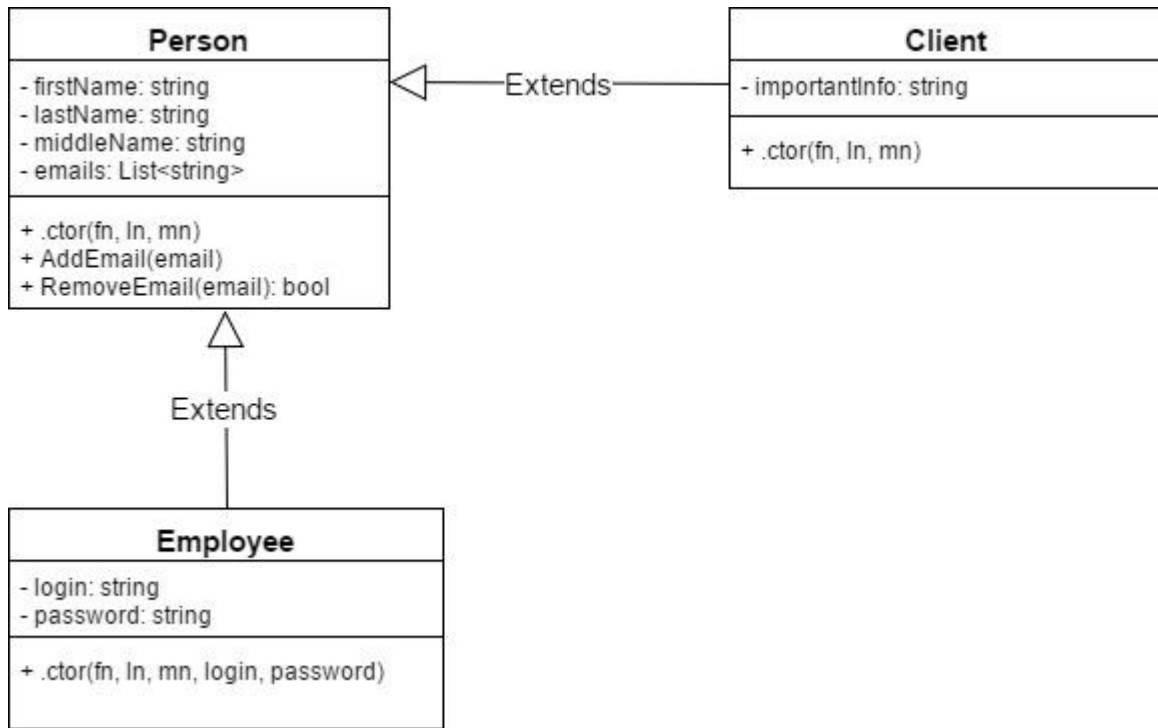 Person
- firstName: string
- lastName: string
- middleName: string
- emails: List<string>
+ .ctor(fn, ln, mn)
+ AddEmail(email)
+ RemoveEmail(email): bool
Extends
Client
- importantInfo: string
+ .ctor(fn, ln, mn)
Extends
Employee
- login: string
- password: string
+ .ctor(fn, ln, mn, login, password)